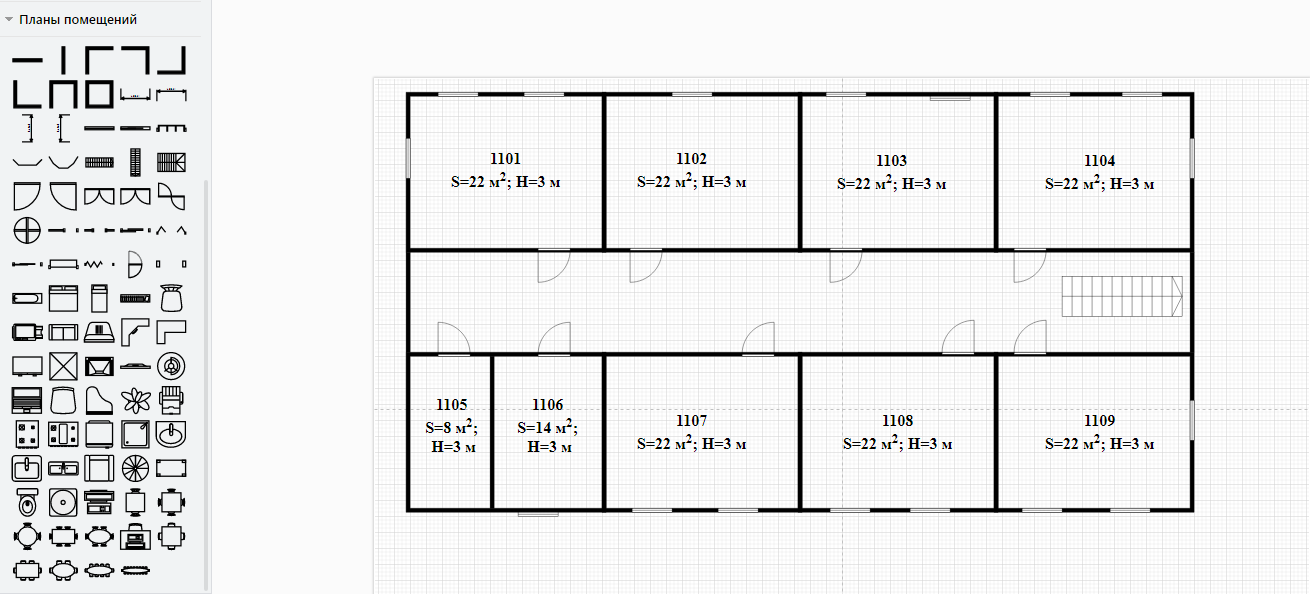 Планы помещений
1101
S=22 м²; H=3 м
1102
S=22 м²; H=3 м
1103
S=22 м²; H=3 м
1104
S=22 м²; H=3 м
1105
S=8 м²;
H=3 м
1106
S=14 м²;
H=3 м
1107
S=22 м²; H=3 м
1108
S=22 м²; H=3 м
1109
S=22 м²; H=3 м